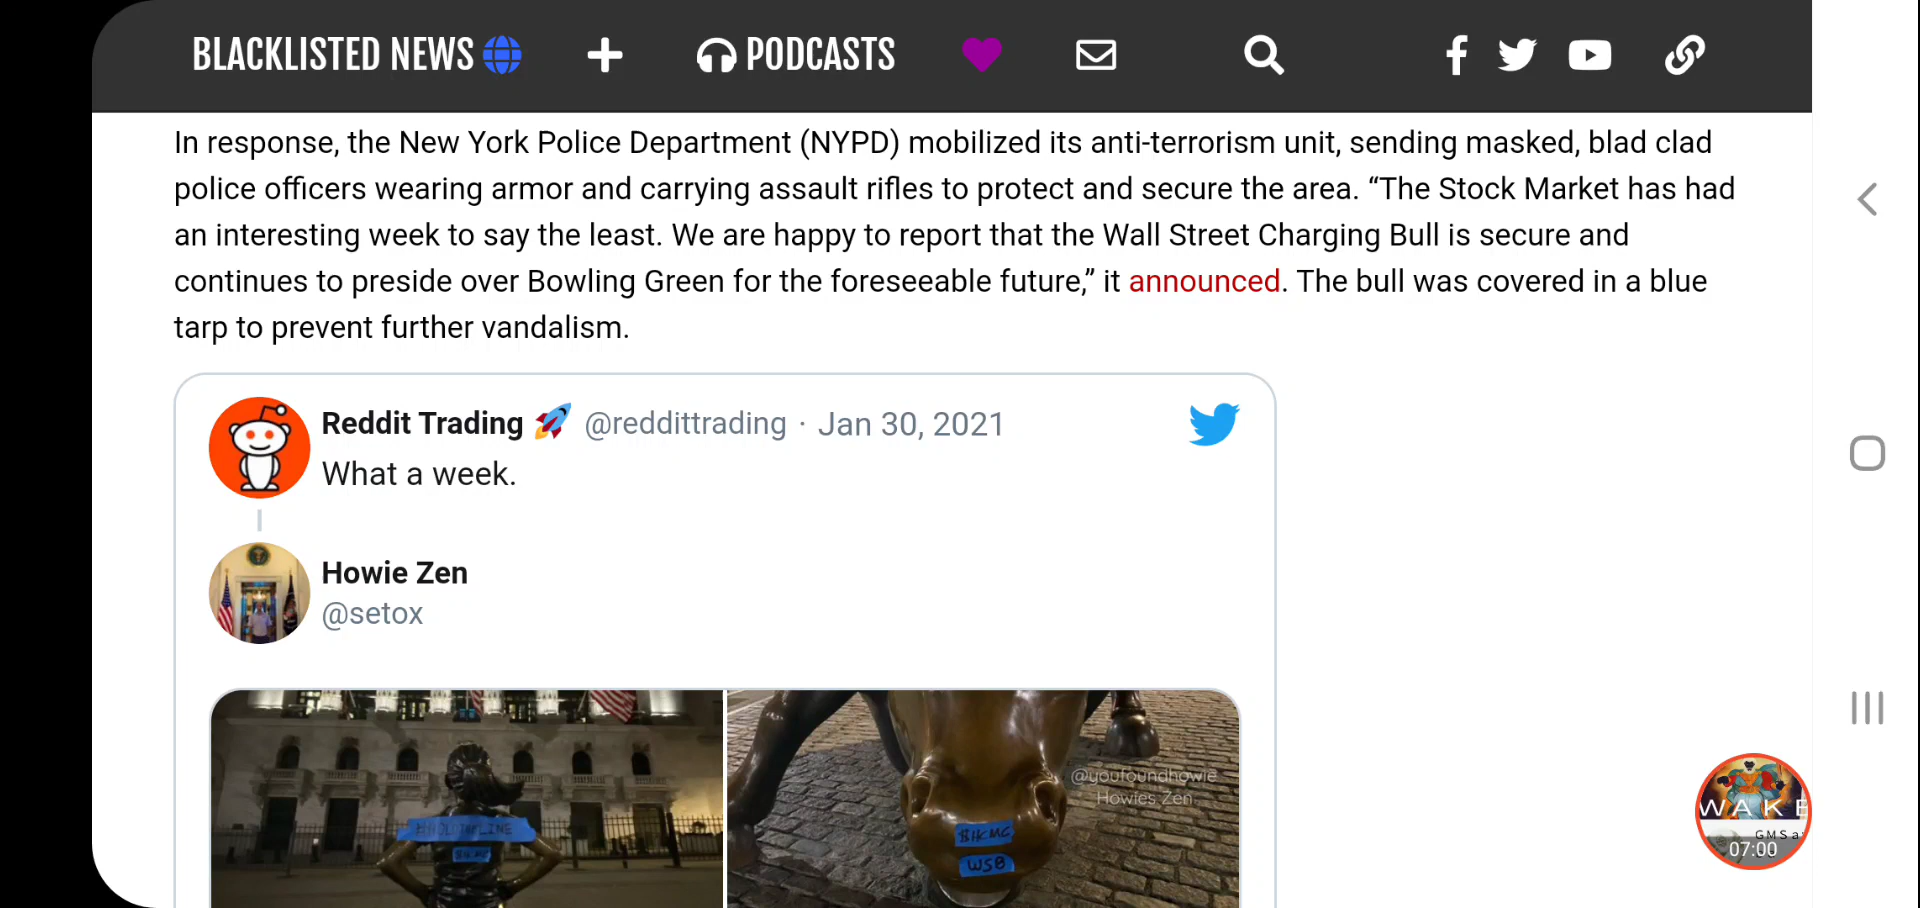 BLACKLISTED NEWS PODCASTS
In response, the New York Police Department (NYPD) mobilized its anti-terrorism unit, sending masked, blad clad
police officers wearing armor and carrying assault rifles to protect and secure the area. “The Stock Market has had
an interesting week to say the least. We are happy to report that the Wall Street Charging Bull is secure and
continues to preside over Bowling Green for the foreseeable future,” it announced. The bull was covered in a blue
tarp to prevent further vandalism.
Reddit Trading 🚀 @reddittrading · Jan 30, 2021
What a week.
Howie Zen
@setox
@youfoundhowie
Howies Zen
WSB
WAKE
GMS a
07:00